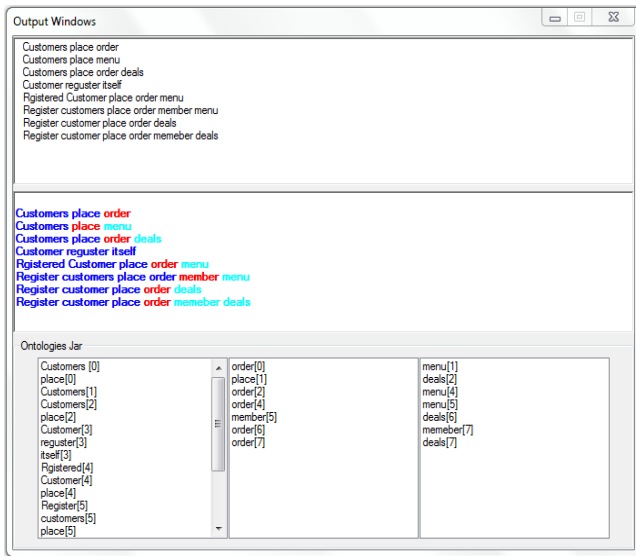 Output Windows
Customers place order
Customers place menu
Customers place order deals
Customer reguster itself
Rgistered Customer place order menu
Register customers place order member menu
Register customer place order deals
Register customer place order memeber deals
Customers place order
Customers place menu
Customers place order deals
Customer reguster itself
Rgistered Customer place order menu
Register customers place order member menu
Register customer place order deals
Register customer place order memeber deals
Ontologies Jar
Customers [0]
place[0]
Customers[1]
Customers[2]
place[2]
Customer[3]
reguster[3]
itself[3]
Rgistered[4]
Customer[4]
place[4]
Register[5]
customers[5]
place[5]
order[0]
place[1]
order[2]
order[4]
member[5]
order[6]
order[7]
menu[1]
deals[2]
menu[4]
menu[5]
deals[6]
memeber[7]
deals[7]